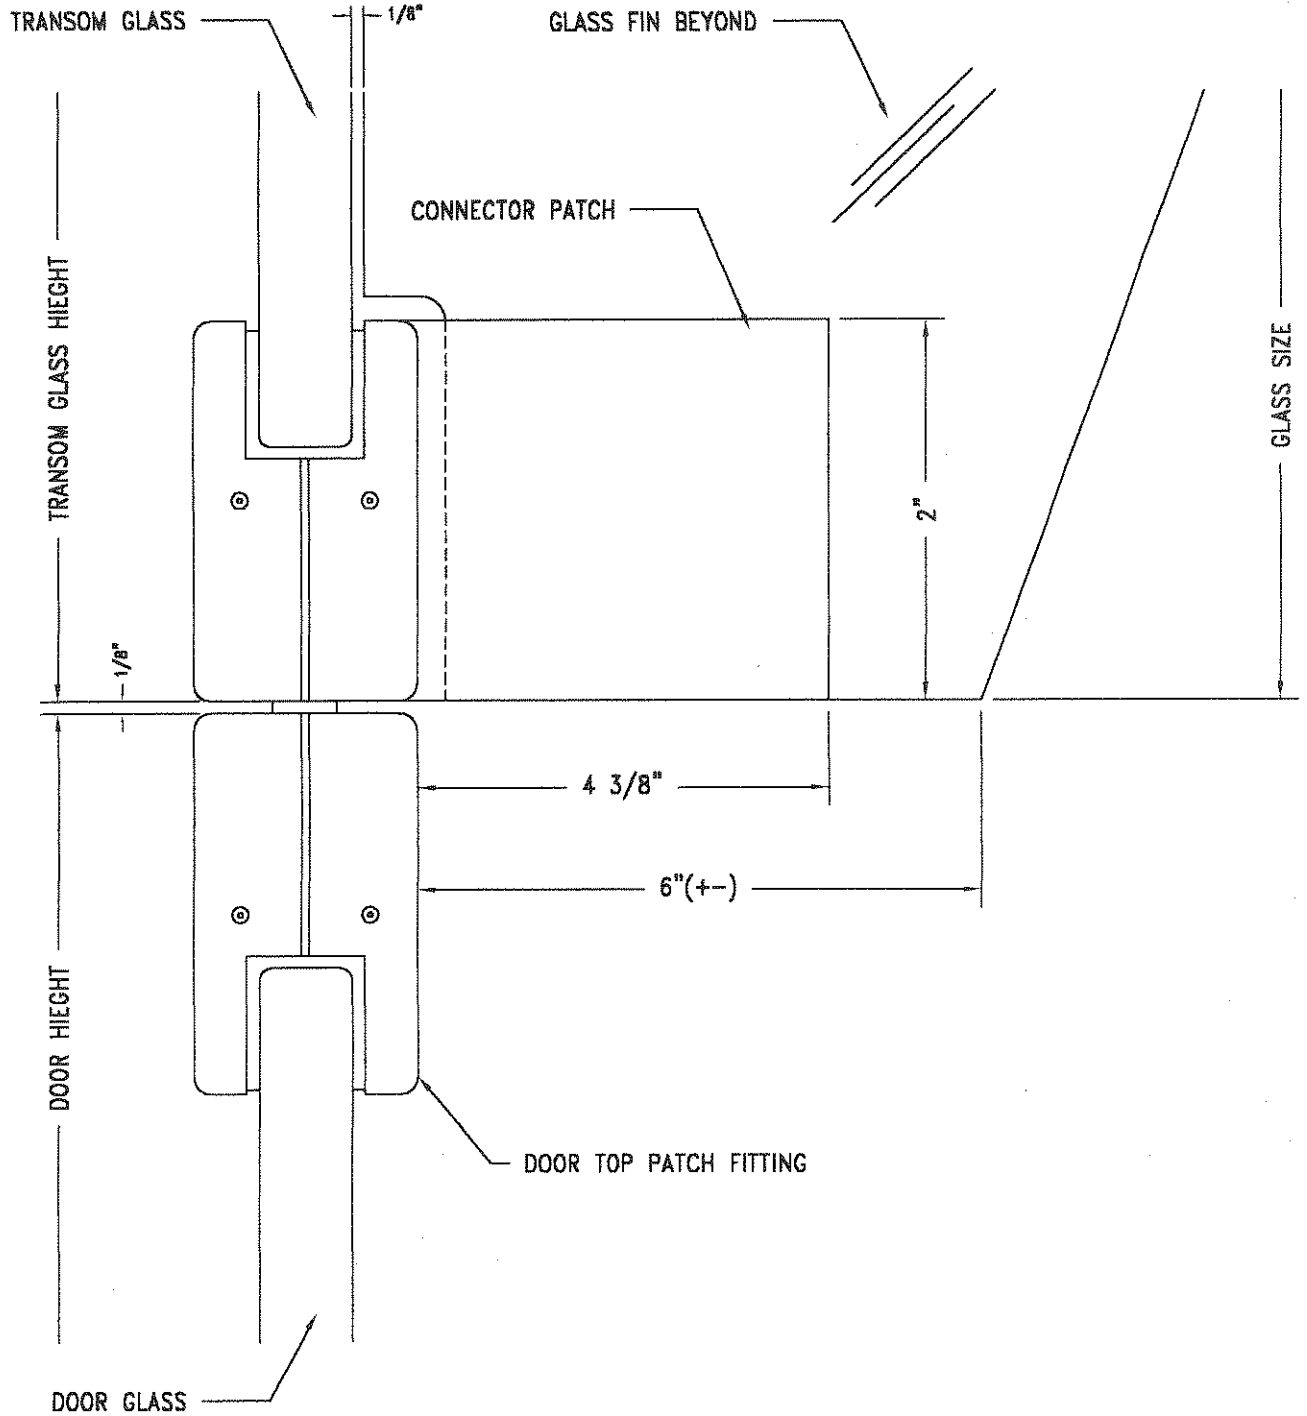 TRANSOM GLASS
1/8"
GLASS FIN BEYOND
CONNECTOR PATCH
TRANSOM GLASS HIEGHT
GLASS SIZE
2"
1/8"
4 3/8"
6"(+-)
DOOR HIEGHT
DOOR TOP PATCH FITTING
DOOR GLASS